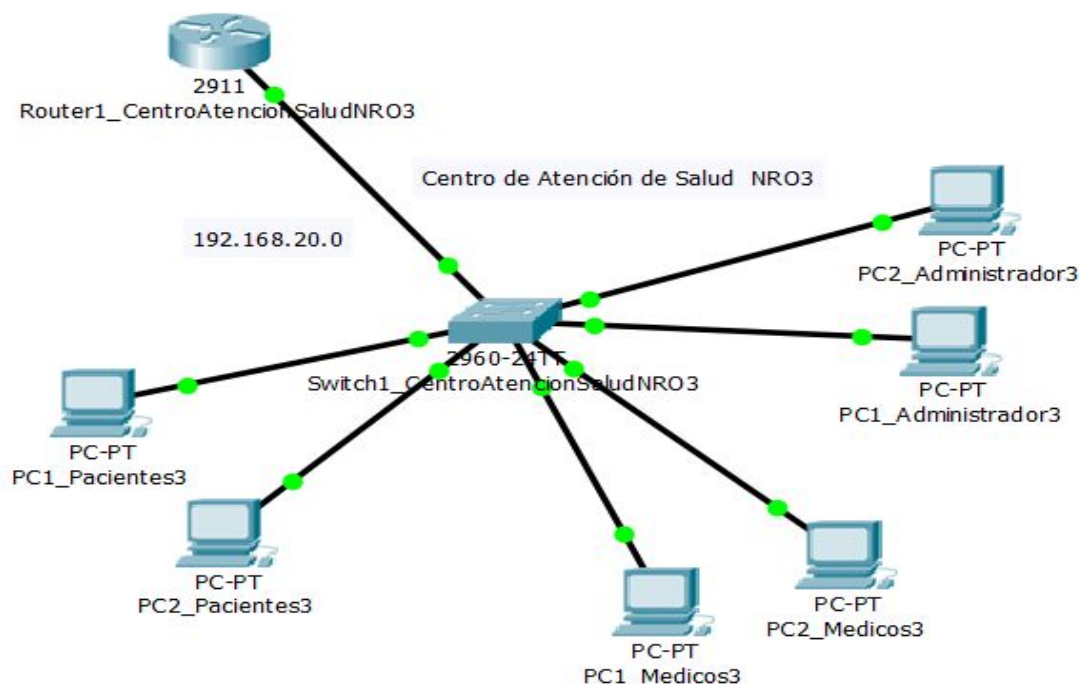 2911
Router1_CentroAtencionSaludNRO3
Centro de Atención de Salud NRO3
192.168.20.0
PC-PT
PC2_Administrador3
2960-24TT
Switch1_CentroAtencionSaludNRO3
PC-PT
PC1_Administrador3
PC-PT
PC1_Pacientes3
PC-PT
PC2_Pacientes3
PC-PT
PC2_Medicos3
PC-PT
PC1_Medicos3